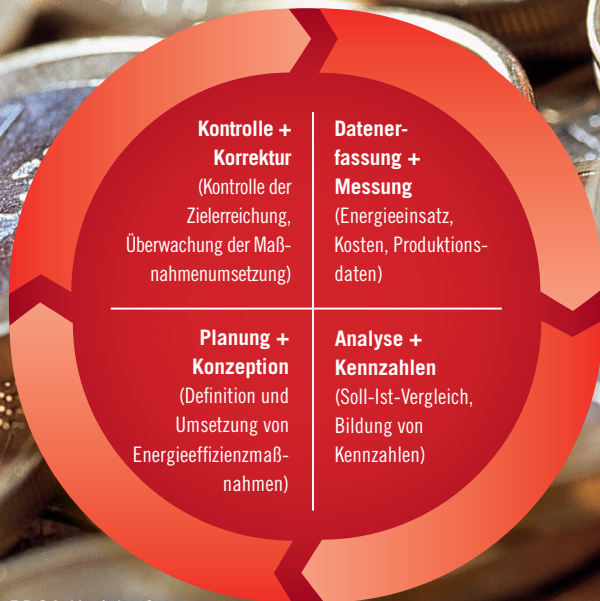 Kontrolle +
Korrektur
(Kontrolle der
Zielerreichung,
Überwachung der Maß-
nahmenumsetzung)
Datener-
fassung +
Messung
(Energieeinsatz,
Kosten, Produktions-
daten)
Planung +
Konzeption
(Definition und
Umsetzung von
Energieeffizienzmaß-
nahmen)
Analyse +
Kennzahlen
(Soll-Ist-Vergleich,
Bildung von
Kennzahlen)